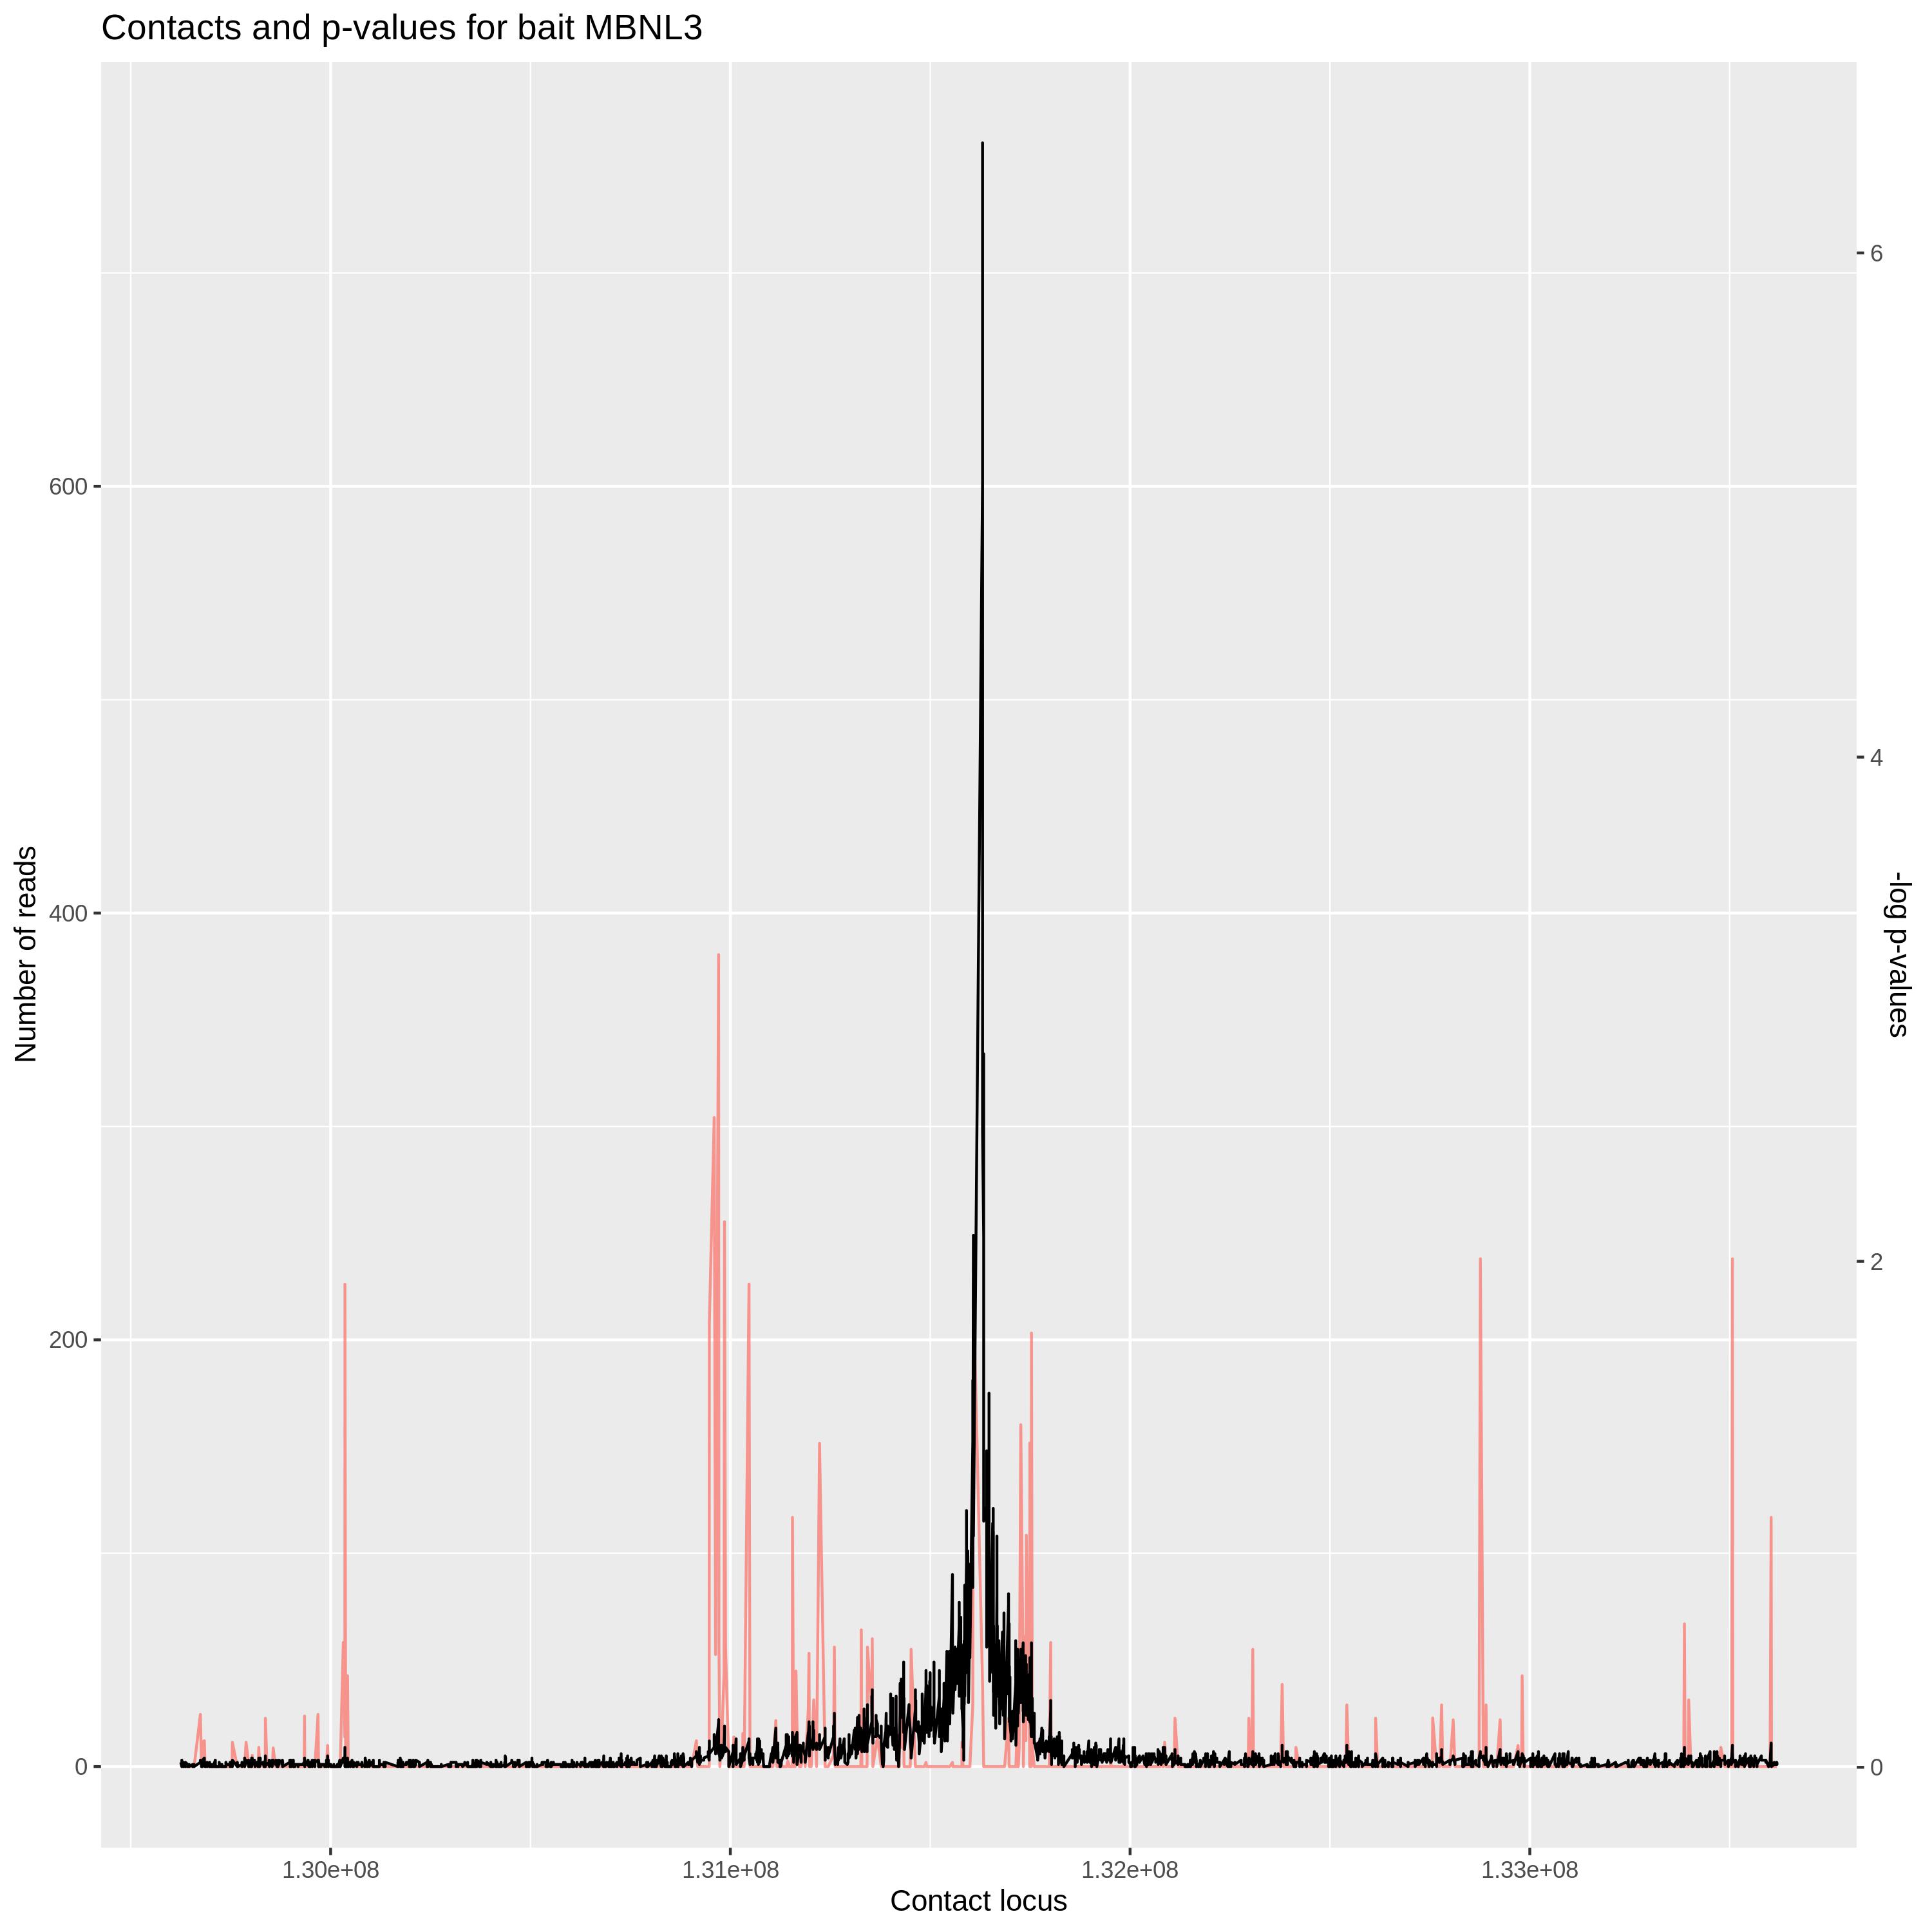 Contacts and p-values for bait MBNL3
Number of reads
600
400
200
0
6
4
2
0
-log p-values
1.30e+08
1.31e+08
1.32e+08
1.33e+08
Contact locus